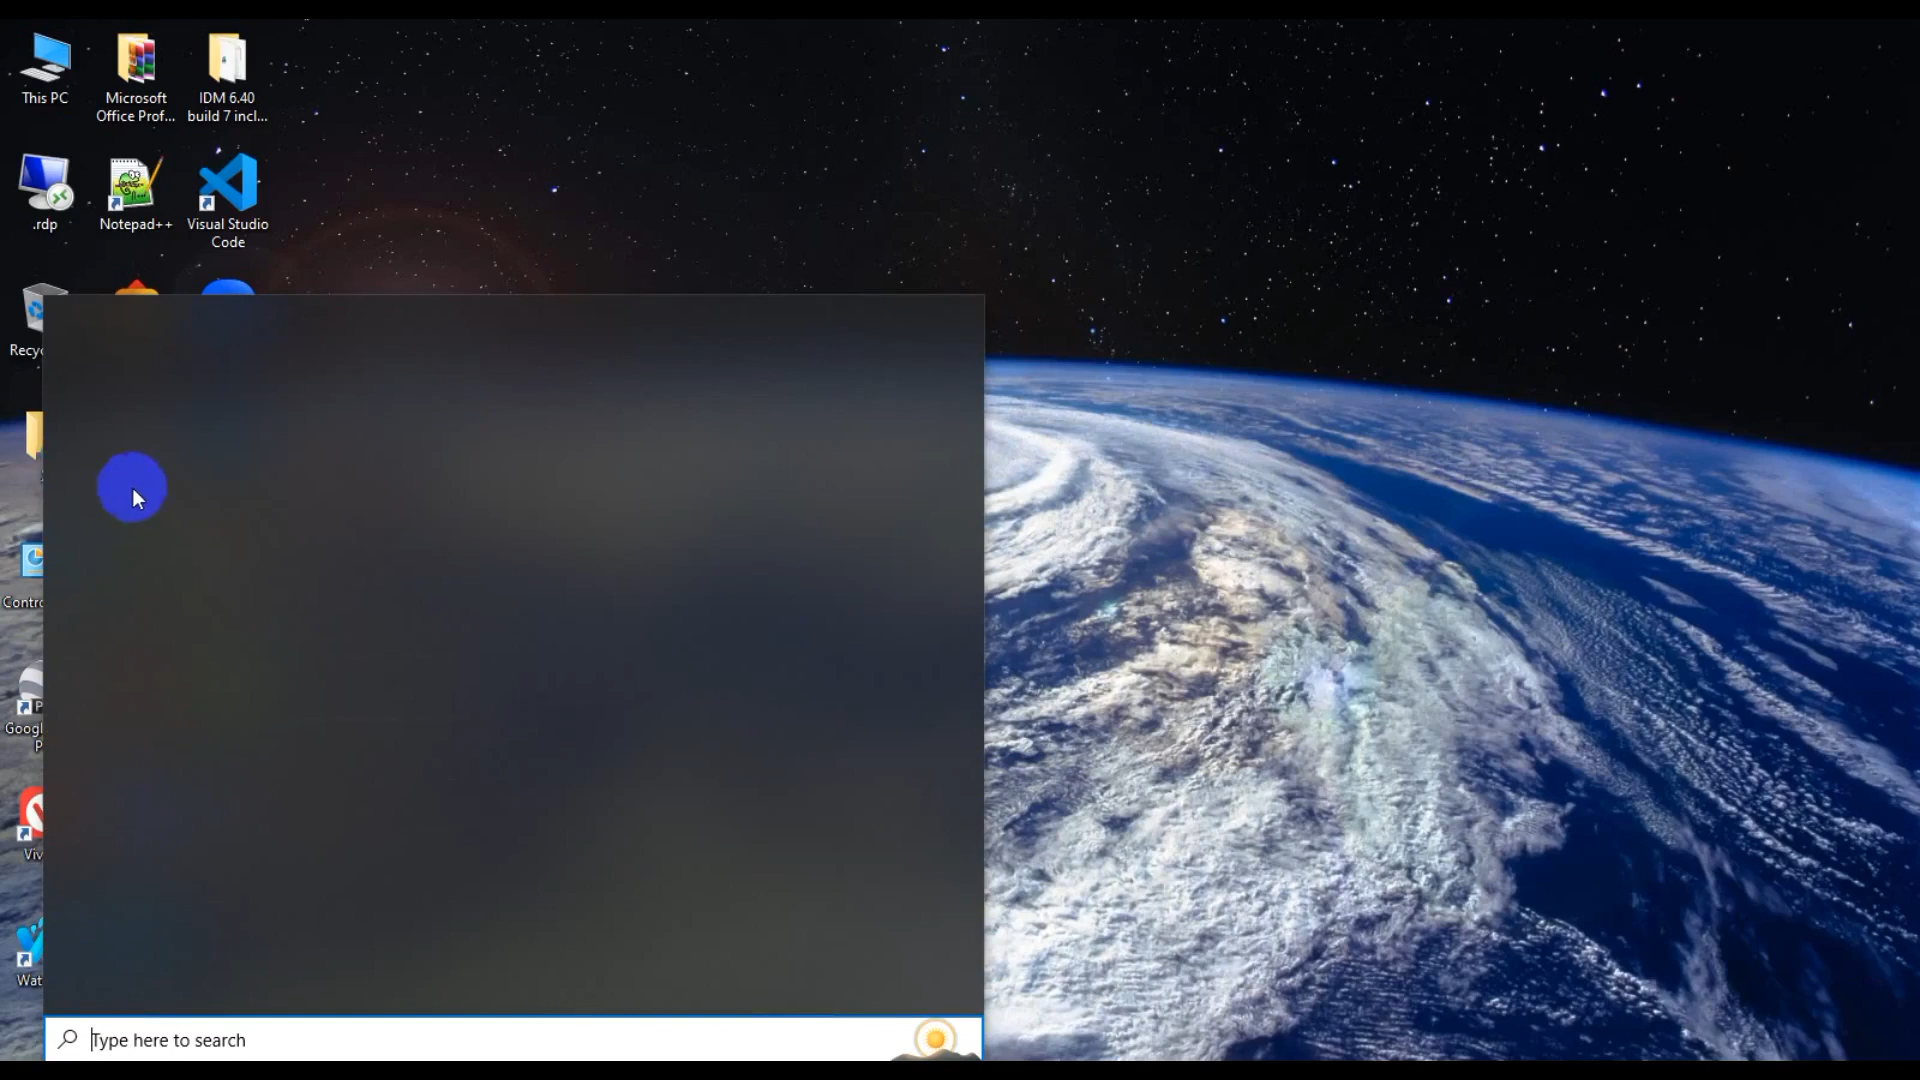 This PC
Microsoft
Office Prof...
IDM 6.40
build 7 incl...
.rdp
Notepad++
Visual Studio
Code
Recyc
Contro
Googl
P
Viv
Wat
Type here to search